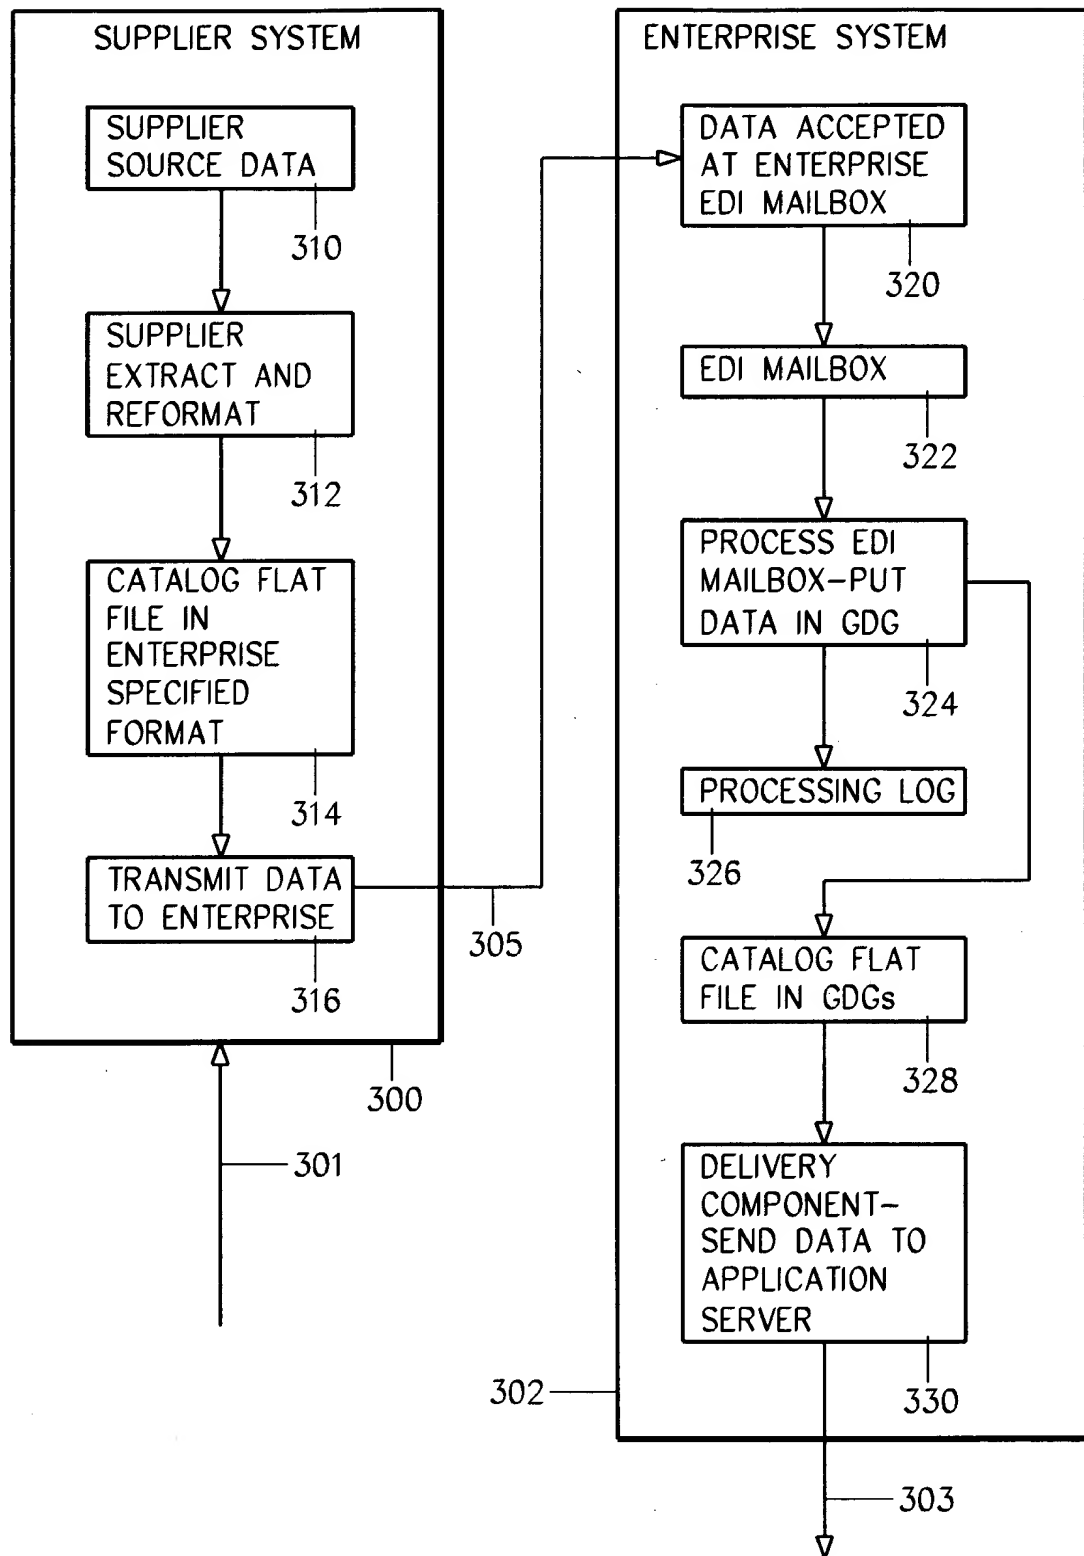 SUPPLIER SYSTEM
SUPPLIER
SOURCE DATA
310
SUPPLIER
EXTRACT AND
REFORMAT
312
CATALOG FLAT
FILE IN
ENTERPRISE
SPECIFIED
FORMAT
314
TRANSMIT DATA
TO ENTERPRISE
316
305
300
301
ENTERPRISE SYSTEM
DATA ACCEPTED
AT ENTERPRISE
EDI MAILBOX
320
EDI MAILBOX
322
PROCESS EDI
MAILBOX-PUT
DATA IN GDG
324
PROCESSING LOG
326
CATALOG FLAT
FILE IN GDGs
328
DELIVERY
COMPONENT-
SEND DATA TO
APPLICATION
SERVER
330
302
303